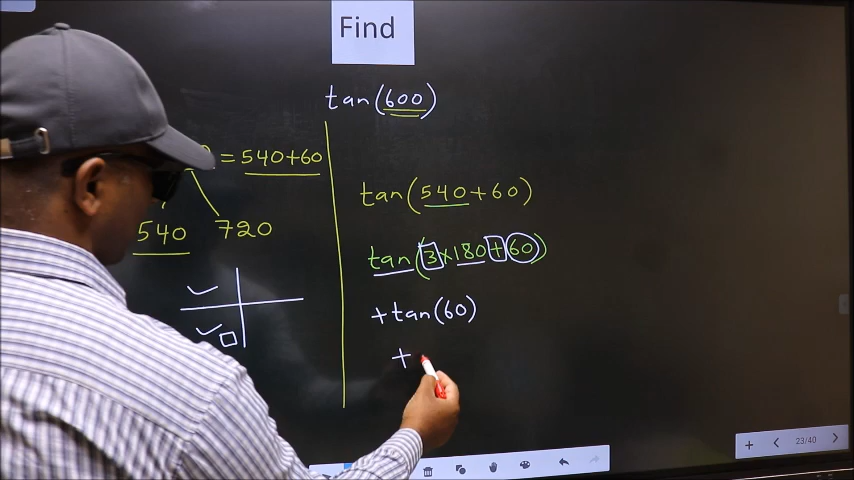 Find
tan(600)
= 540+60
540 720
tan(540+60)
tan(3×180+60)
+tan(60)
+
23/40